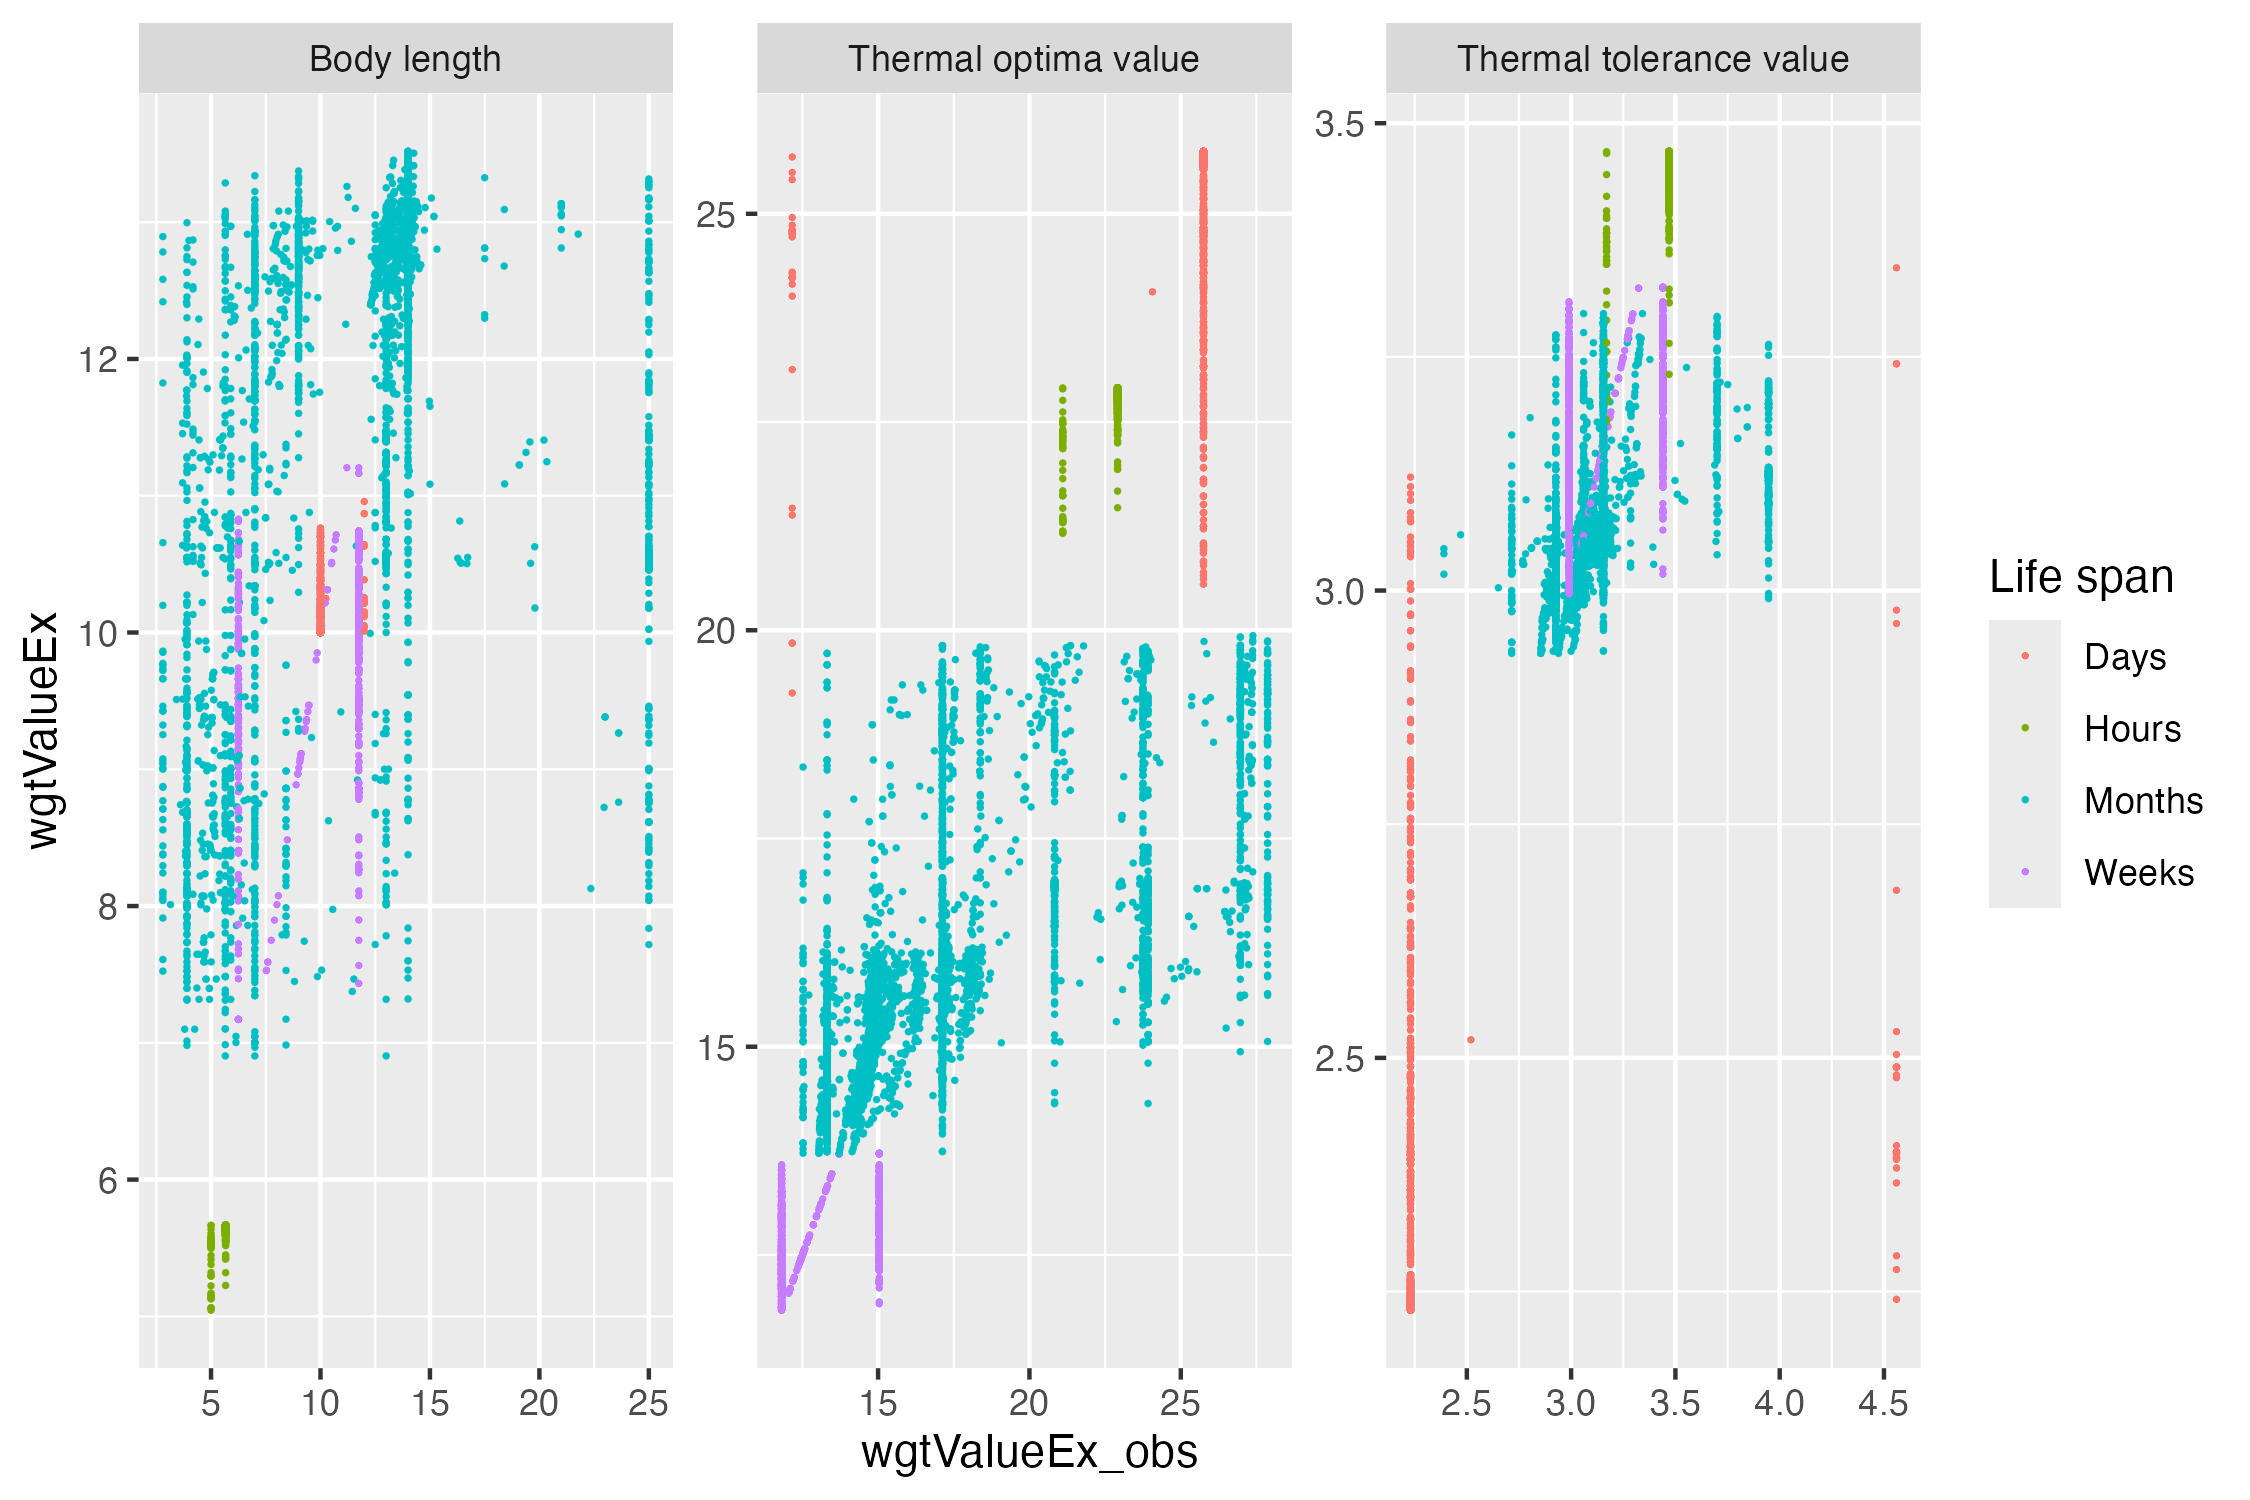 Body length
Thermal optima value
Thermal tolerance value
wgtValueEx
12
10
8
6
5 10 15 20 25
25
20
15
15 20 25
3.5
3.0
2.5
2.5 3.0 3.5 4.0 4.5
wgtValueEx_obs
Life span
Days
Hours
Months
Weeks